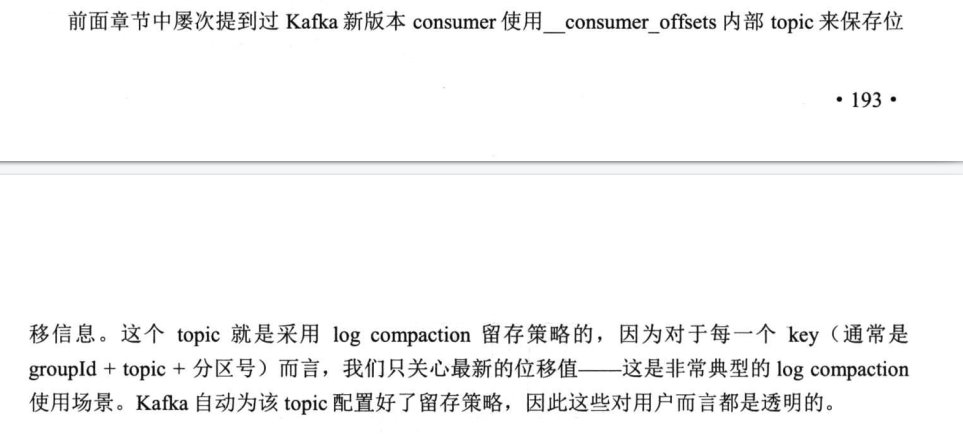 前面章节中屡次提到过 Kafka 新版本 consumer 使用__consumer_offsets 内部 topic 来保存位
• 193 •
移信息。这个 topic 就是采用 log compaction 留存策略的，因为对于每一个 key（通常是
groupId + topic + 分区号）而言，我们只关心最新的位移值——这是非常典型的 log compaction
使用场景。Kafka 自动为该 topic 配置好了留存策略，因此这些对用户而言都是透明的。